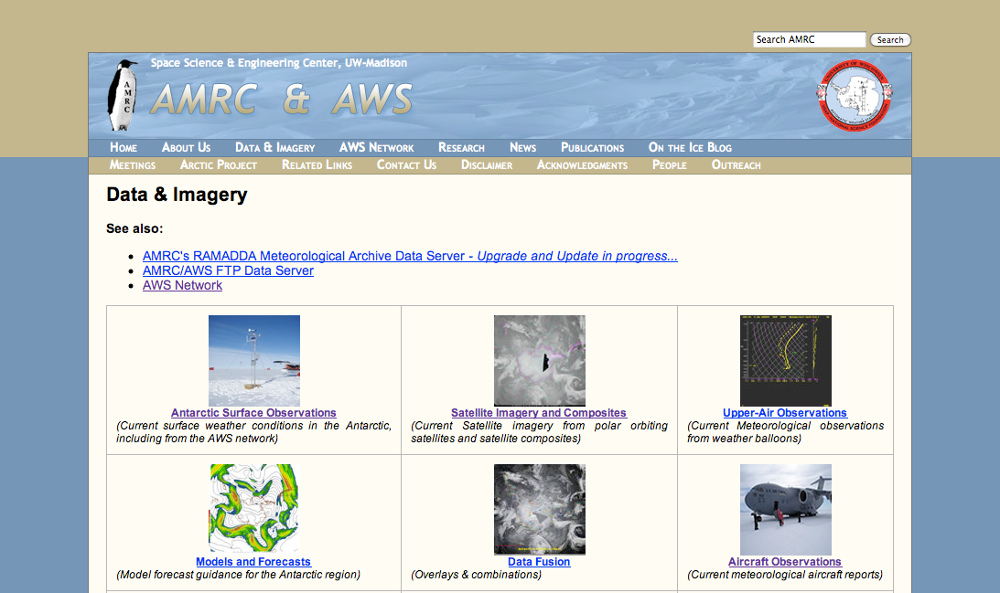 Search AMRC Search
Space Science & Engineering Center, UW-Madison
AMRC
AMRC & AWS
Home About Us Data & Imagery AWS Network Research News Publications On the Ice Blog
Meetings Arctic Project Related Links Contact Us Disclaimer Acknowledgments People Outreach
Data & Imagery
See also:
AMRC's RAMADDA Meteorological Archive Data Server - Upgrade and Update in progress...
AMRC/AWS FTP Data Server
AWS Network
Antarctic Surface Observations
(Current surface weather conditions in the Antarctic,
including from the AWS network)
Satellite Imagery and Composites
(Current Satellite imagery from polar orbiting
satellites and satellite composites)
Upper-Air Observations
(Current Meteorological observations
from weather balloons)
Models and Forecasts
(Model forecast guidance for the Antarctic region)
Data Fusion
(Overlays & combinations)
Aircraft Observations
(Current meteorological aircraft reports)